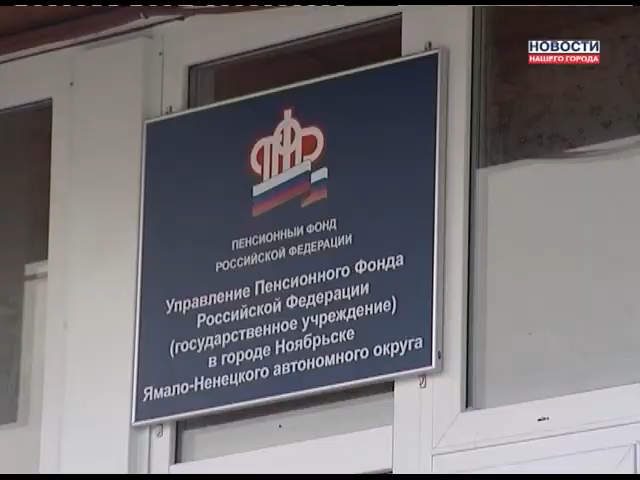 НОВОСТИ
НАШЕГО ГОРОДА
ПФР
ПЕНСИОННЫЙ ФОНД
РОССИЙСКОЙ ФЕДЕРАЦИИ
Управление Пенсионного Фонда
Российской Федерации
(государственное учреждение)
в городе Ноябрьске
Ямало-Ненецкого автономного округа